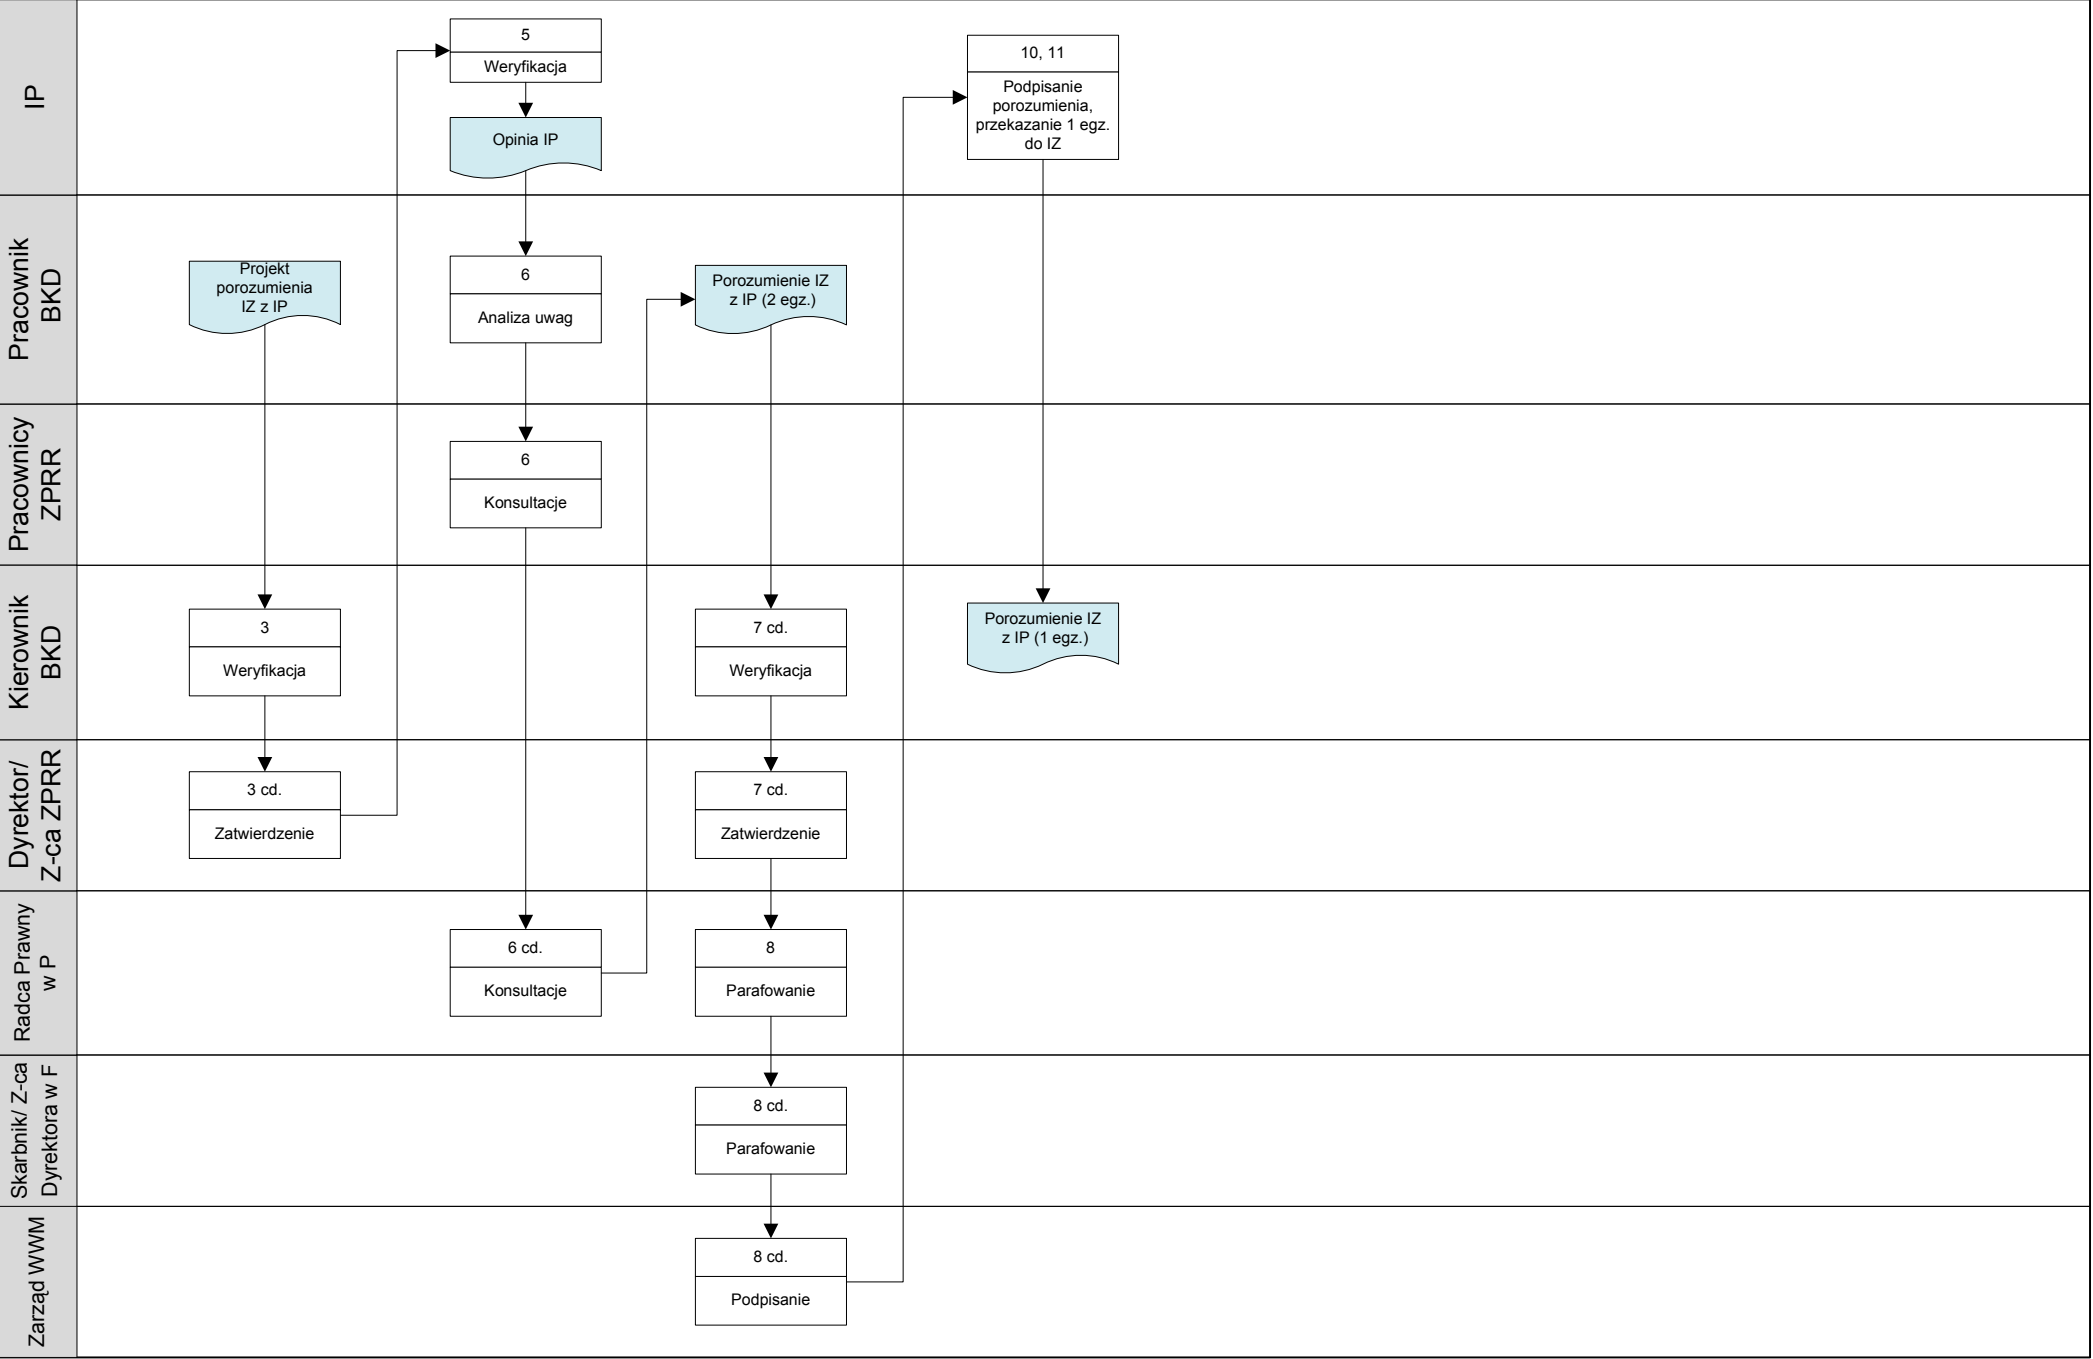 IP
5
Weryfikacja
Opinia IP
10, 11
Podpisanie
porozumienia,
przekazanie 1 egz.
do IZ
Pracownik
BKD
Projekt
porozumienia
IZ z IP
6
Analiza uwag
Porozumienie IZ
z IP (2 egz.)
Pracownicy
ZPRR
6
Konsultacje
Kierownik
BKD
3
Weryfikacja
7 cd.
Weryfikacja
Porozumienie IZ
z IP (1 egz.)
Dyrektor/
Z-ca ZPRR
3 cd.
Zatwierdzenie
7 cd.
Zatwierdzenie
Radca Prawny
w P
6 cd.
Konsultacje
8
Parafowanie
Skarbnik/ Z-ca
Dyrektora w F
8 cd.
Parafowanie
Zarząd WWM
8 cd.
Podpisanie